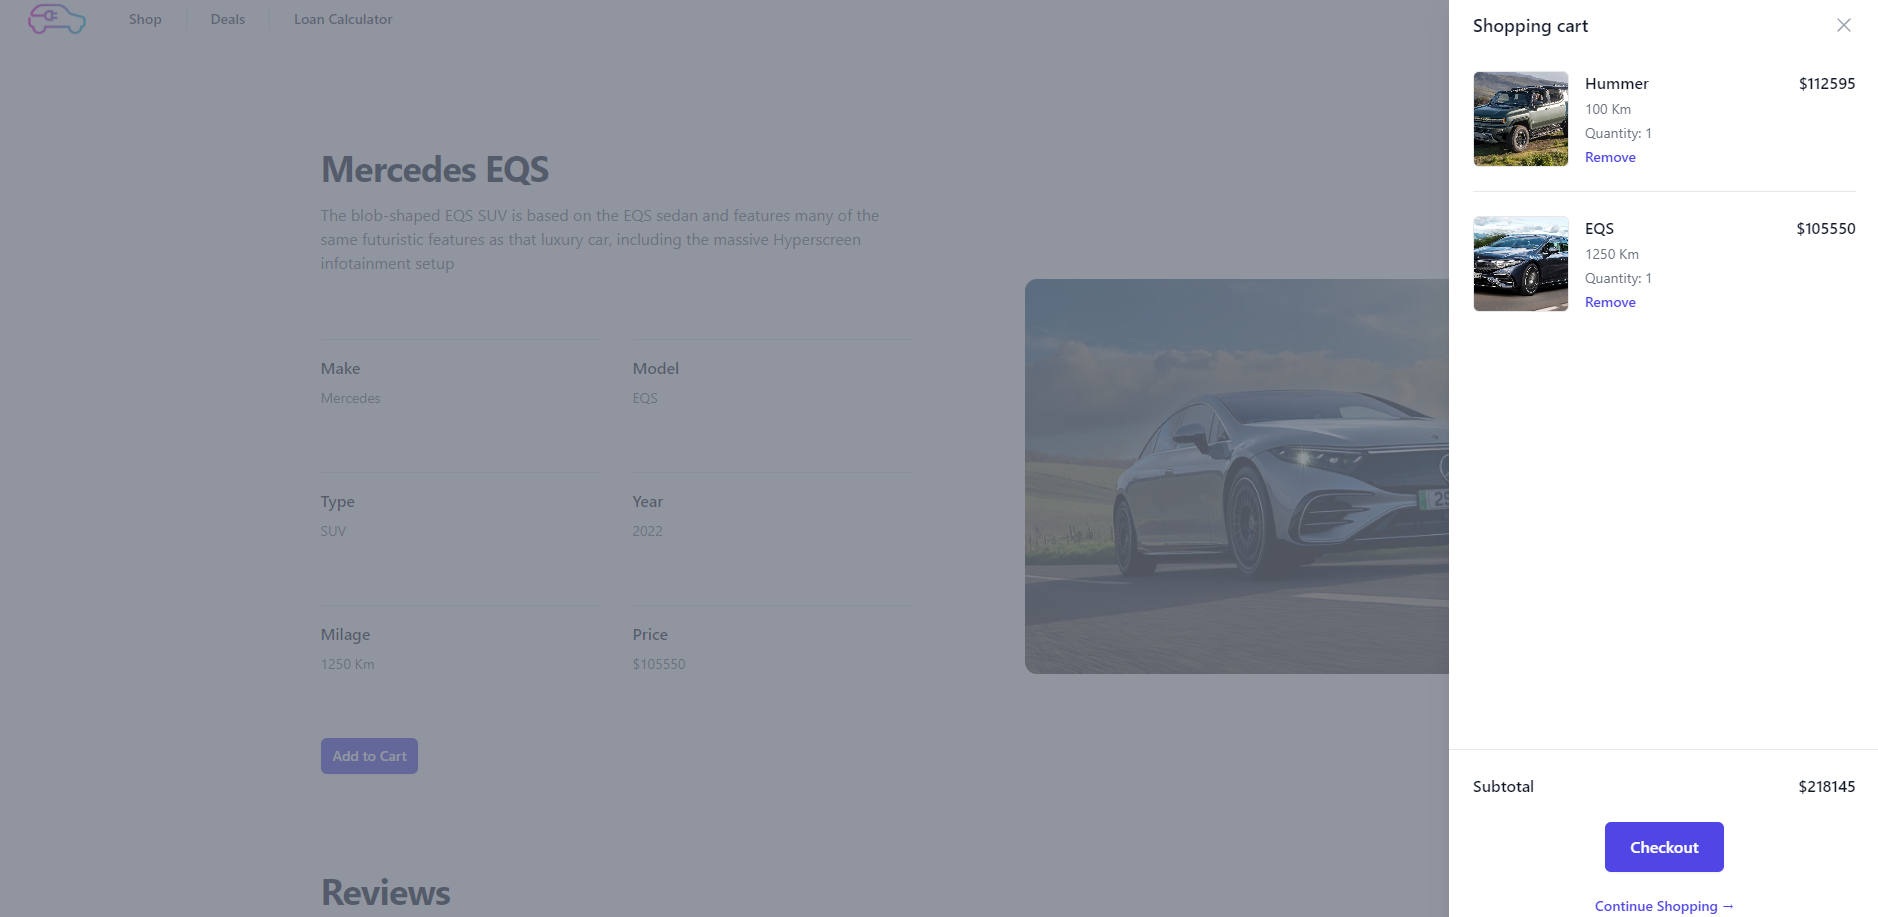 Shop
Deals
Loan Calculator
Mercedes EQS
The blob-shaped EQS SUV is based on the EQS sedan and features many of the
same futuristic features as that luxury car, including the massive Hyperscreen
infotainment setup
Make
Model
Mercedes
EQS
Type
Year
SUV
2022
Milage
Price
1250 Km
$105550
Add to Cart
Reviews
Shopping cart
Hummer
$112595
100 Km
Quantity: 1
Remove
EQS
$105550
1250 Km
Quantity: 1
Remove
Subtotal
$218145
Checkout
Continue Shopping →